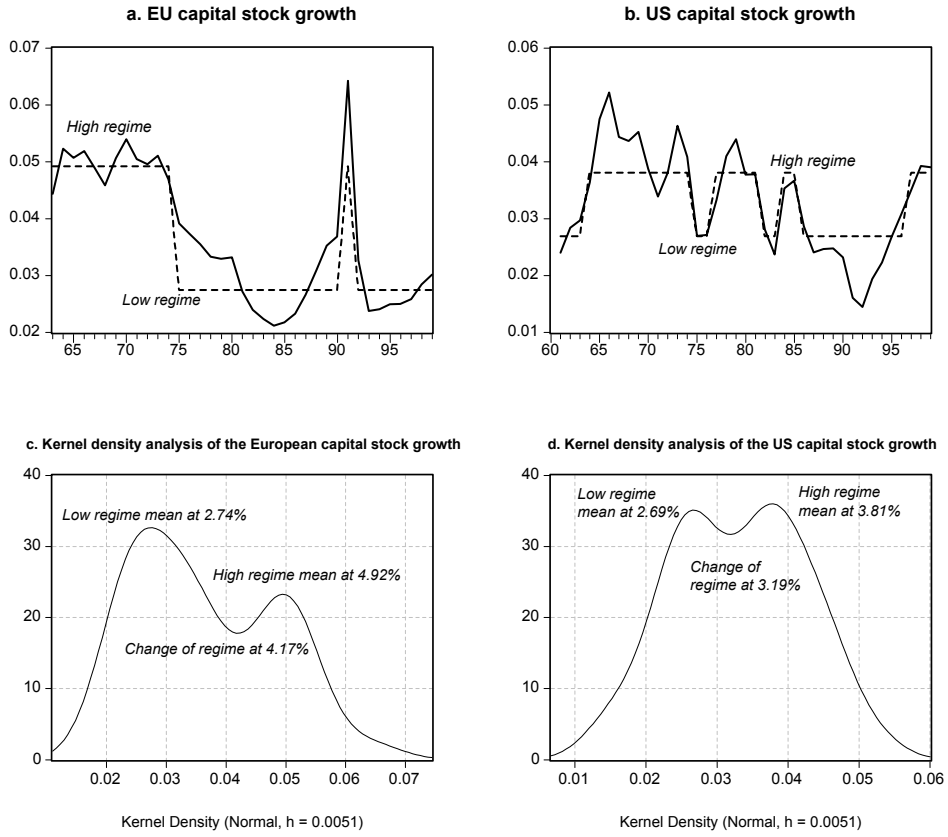 a. EU capital stock growth
0.07
0.06
0.05
0.04
0.03
0.02
High regime
Low regime
65 70 75 80 85 90 95
b. US capital stock growth
0.06
0.05
0.04
0.03
0.02
0.01
High regime
Low regime
60 65 70 75 80 85 90 95
c. Kernel density analysis of the European capital stock growth
40
30
20
10
0
Low regime mean at 2.74%
High regime mean at 4.92%
Change of regime at 4.17%
0.02 0.03 0.04 0.05 0.06 0.07
Kernel Density (Normal, h = 0.0051)
d. Kernel density analysis of the US capital stock growth
40
30
20
10
0
Low regime
mean at 2.69%
High regime
mean at 3.81%
Change of
regime at 3.19%
0.01 0.02 0.03 0.04 0.05 0.06
Kernel Density (Normal, h = 0.0051)